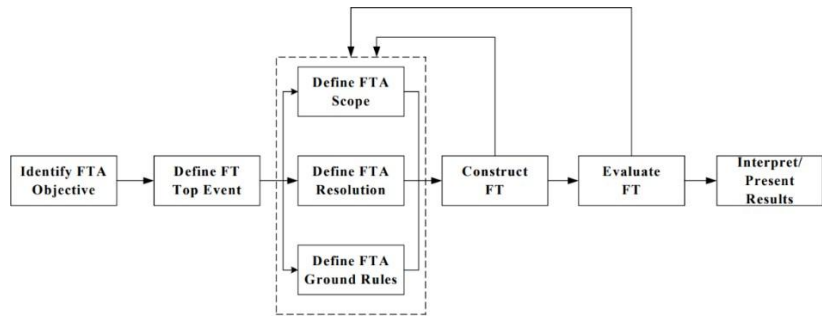 Identify FTA
Objective
Define FT
Top Event
Define FTA
Scope
Define FTA
Resolution
Define FTA
Ground Rules
Construct
FT
Evaluate
FT
Interpret/
Present
Results